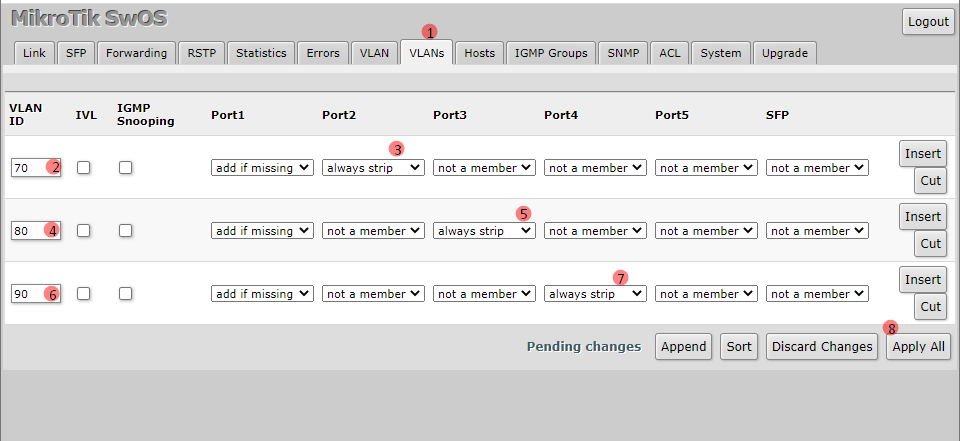 MikroTik SwOS
Logout
1
Link SFP Forwarding RSTP Statistics Errors VLAN VLANs Hosts IGMP Groups SNMP ACL System Upgrade
VLAN ID IVL IGMP Snooping Port1 Port2 Port3 Port4 Port5 SFP
3
70 2 add if missing always strip not a member not a member not a member not a member Insert
Cut
5
80 4 add if missing not a member always strip not a member not a member not a member Insert
Cut
7
90 6 add if missing not a member not a member always strip not a member not a member Insert
Cut
8
Pending changes Append Sort Discard Changes Apply All